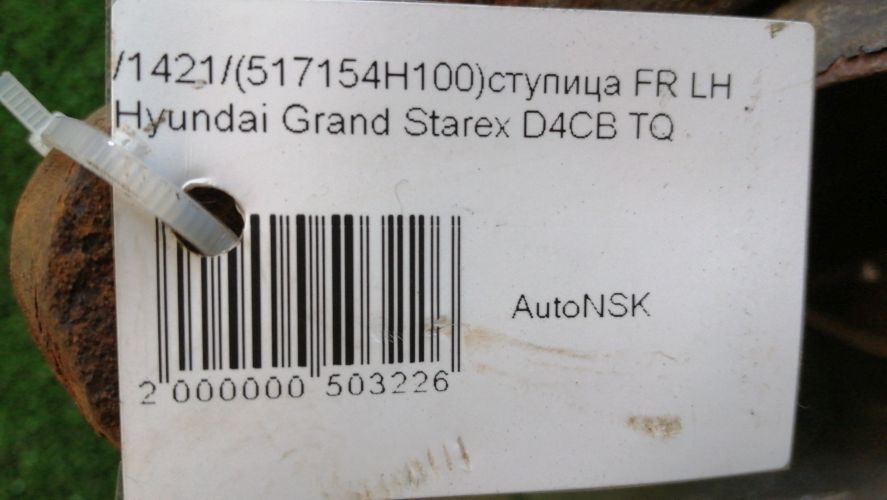 /1421/(517154H100)ступица FR LH
Hyundai Grand Starex D4CB TQ
AutoNSK
2 000000 503226